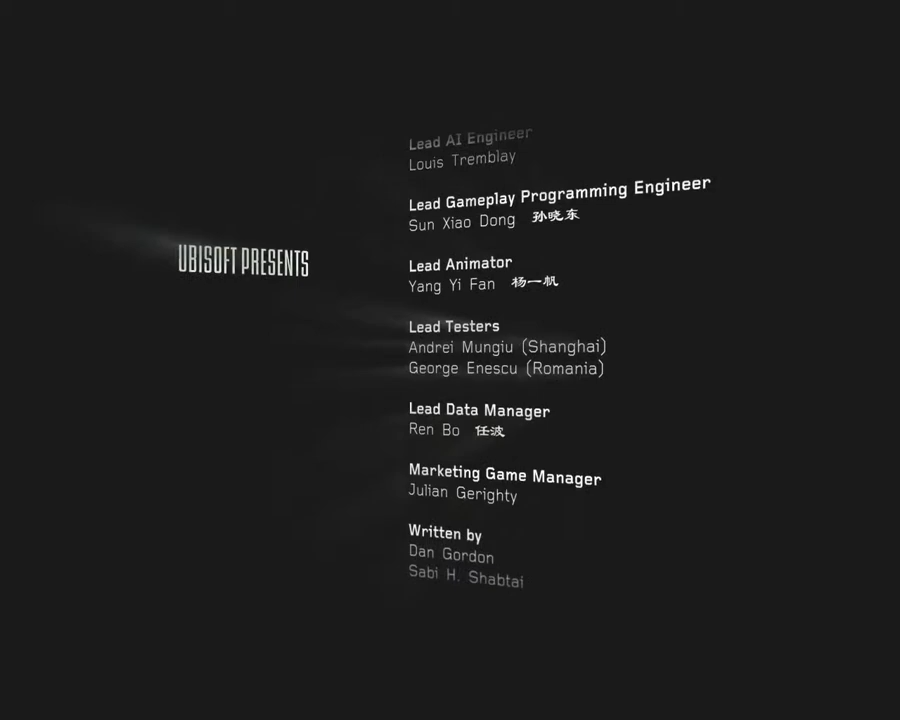 UBISOFT PRESENTS
Lead AI Engineer
Louis Tremblay
Lead Gameplay Programming Engineer
Sun Xiao Dong 孙晓东
Lead Animator
Yang Yi Fan 杨一帆
Lead Testers
Andrei Mungiu (Shanghai)
George Enescu (Romania)
Lead Data Manager
Ren Bo 任波
Marketing Game Manager
Julian Gerighty
Written by
Dan Gordon
Sabi H. Shabtai